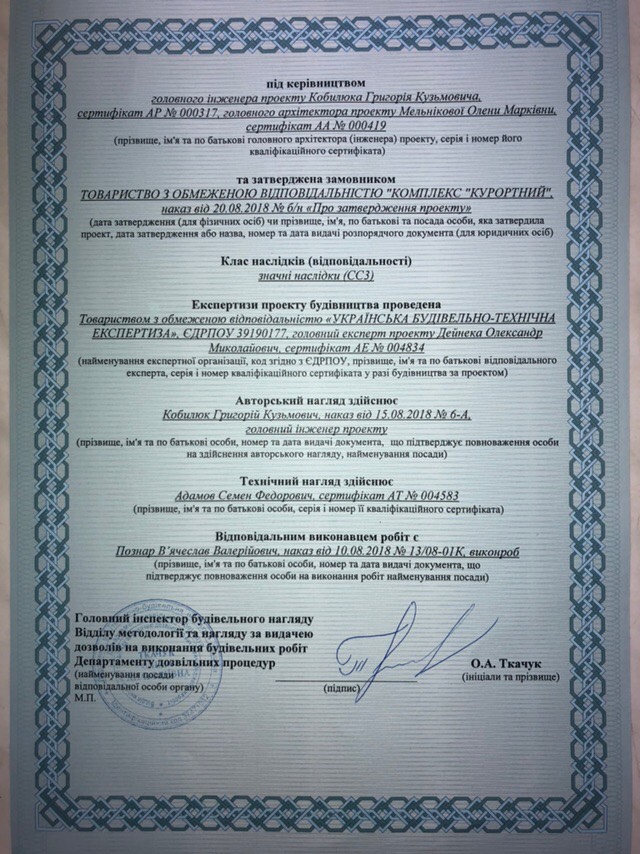 під керівництвом
головного інженера проекту Кобилюка Григорія Кузьмовича,
сертифікат АР № 000317, головного архітектора проекту Мельнікової Олени Марківни,
сертифікат АА № 000419
(прізвище, ім'я та по батькові головного архітектора (інженера) проекту, серія і номер його
кваліфікаційного сертифіката)
та затверджена замовником
ТОВАРИСТВО З ОБМЕЖЕНОЮ ВІДПОВІДАЛЬНІСТЮ "КОМПЛЕКС "КУРОРТНИЙ",
наказ від 20.08.2018 № б/н «Про затвердження проекту»
(дата затвердження (для фізичних осіб) чи прізвище, ім'я, по батькові та посада особи, яка затвердила
проект, дата затвердження або назва, номер та дата видачі розпорядчого документа (для юридичних осіб)
Клас наслідків (відповідальності)
значні наслідки (СС3)
Експертизи проекту будівництва проведена
Товариством з обмеженою відповідальністю «УКРАЇНСЬКА БУДІВЕЛЬНО-ТЕХНІЧНА
ЕКСПЕРТИЗА», ЄДРПОУ 39190177, головний експерт проекту Дейнека Олександр
Миколайович, сертифікат АЕ № 004834
(найменування експертної організації, код згідно з ЄДРПОУ, прізвище, ім'я та по батькові відповідального
експерта, серія і номер кваліфікаційного сертифіката у разі будівництва за проектом)
Авторський нагляд здійснює
Кобилюк Григорій Кузьмович, наказ від 15.08.2018 № 6-А,
головний інженер проекту
(прізвище, ім'я та по батькові особи, номер та дата видачі документа, що підтверджує повноваження особи
на здійснення авторського нагляду, найменування посади)
Технічний нагляд здійснює
Адамов Семен Федорович, сертифікат АТ № 004583
(прізвище, ім'я та по батькові особи, серія і номер її кваліфікаційного сертифіката)
Відповідальним виконавцем робіт є
Познар В'ячеслав Валерійович, наказ від 10.08.2018 № 13/08-01К, виконроб
(прізвище, ім'я та по батькові особи, номер та дата видачі документа, що
підтверджує повноваження особи на виконання робіт найменування посади)
Головний інспектор будівельного нагляду
Відділу методології та нагляду за видачею
дозволів на виконання будівельних робіт
Департаменту дозвільних процедур
(найменування посади
відповідальної особи органу)
М.П.
(підпис)
О.А. Ткачук
(ініціали та прізвище)